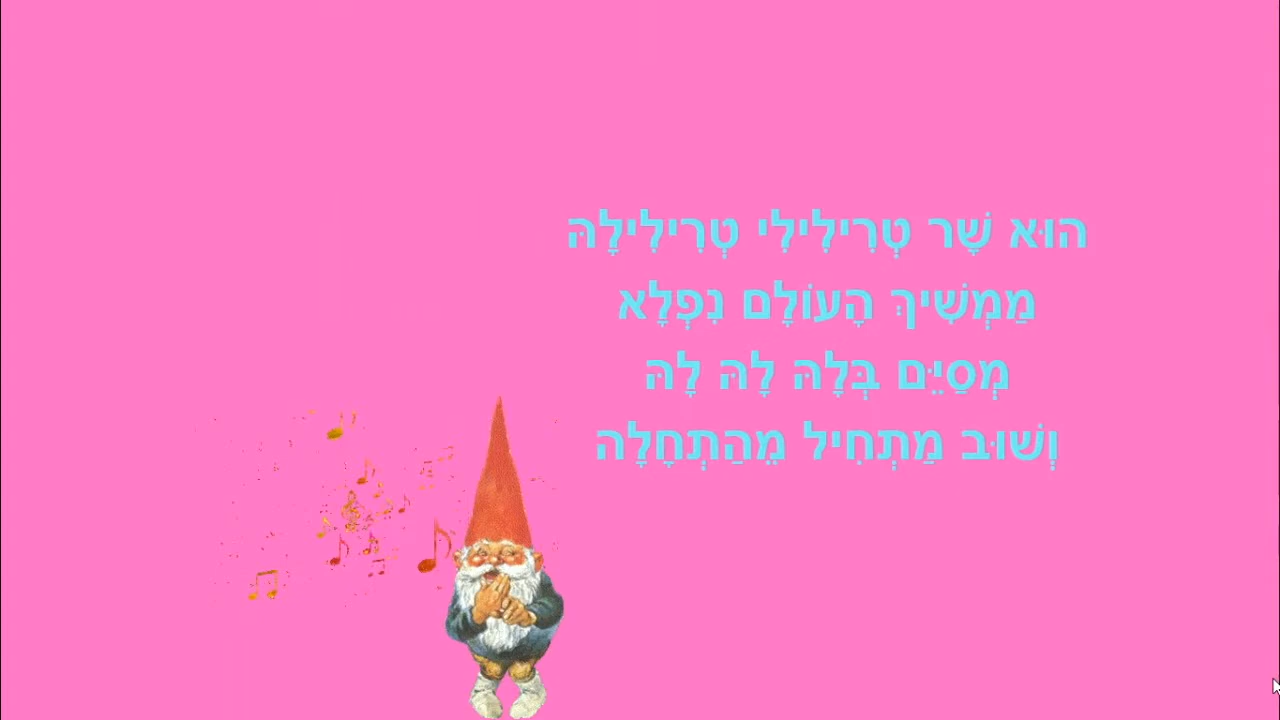 הוּא שָׁר טְרִילִילִי טְרִילִילָהּ
מַמְשִׁיךְ הָעוֹלָם נִפְלָא
מְסַיֵּם בְּלָהּ לָהּ לָהּ
וְשׁוּב מַתְחִיל מֵהַתְחָלָה